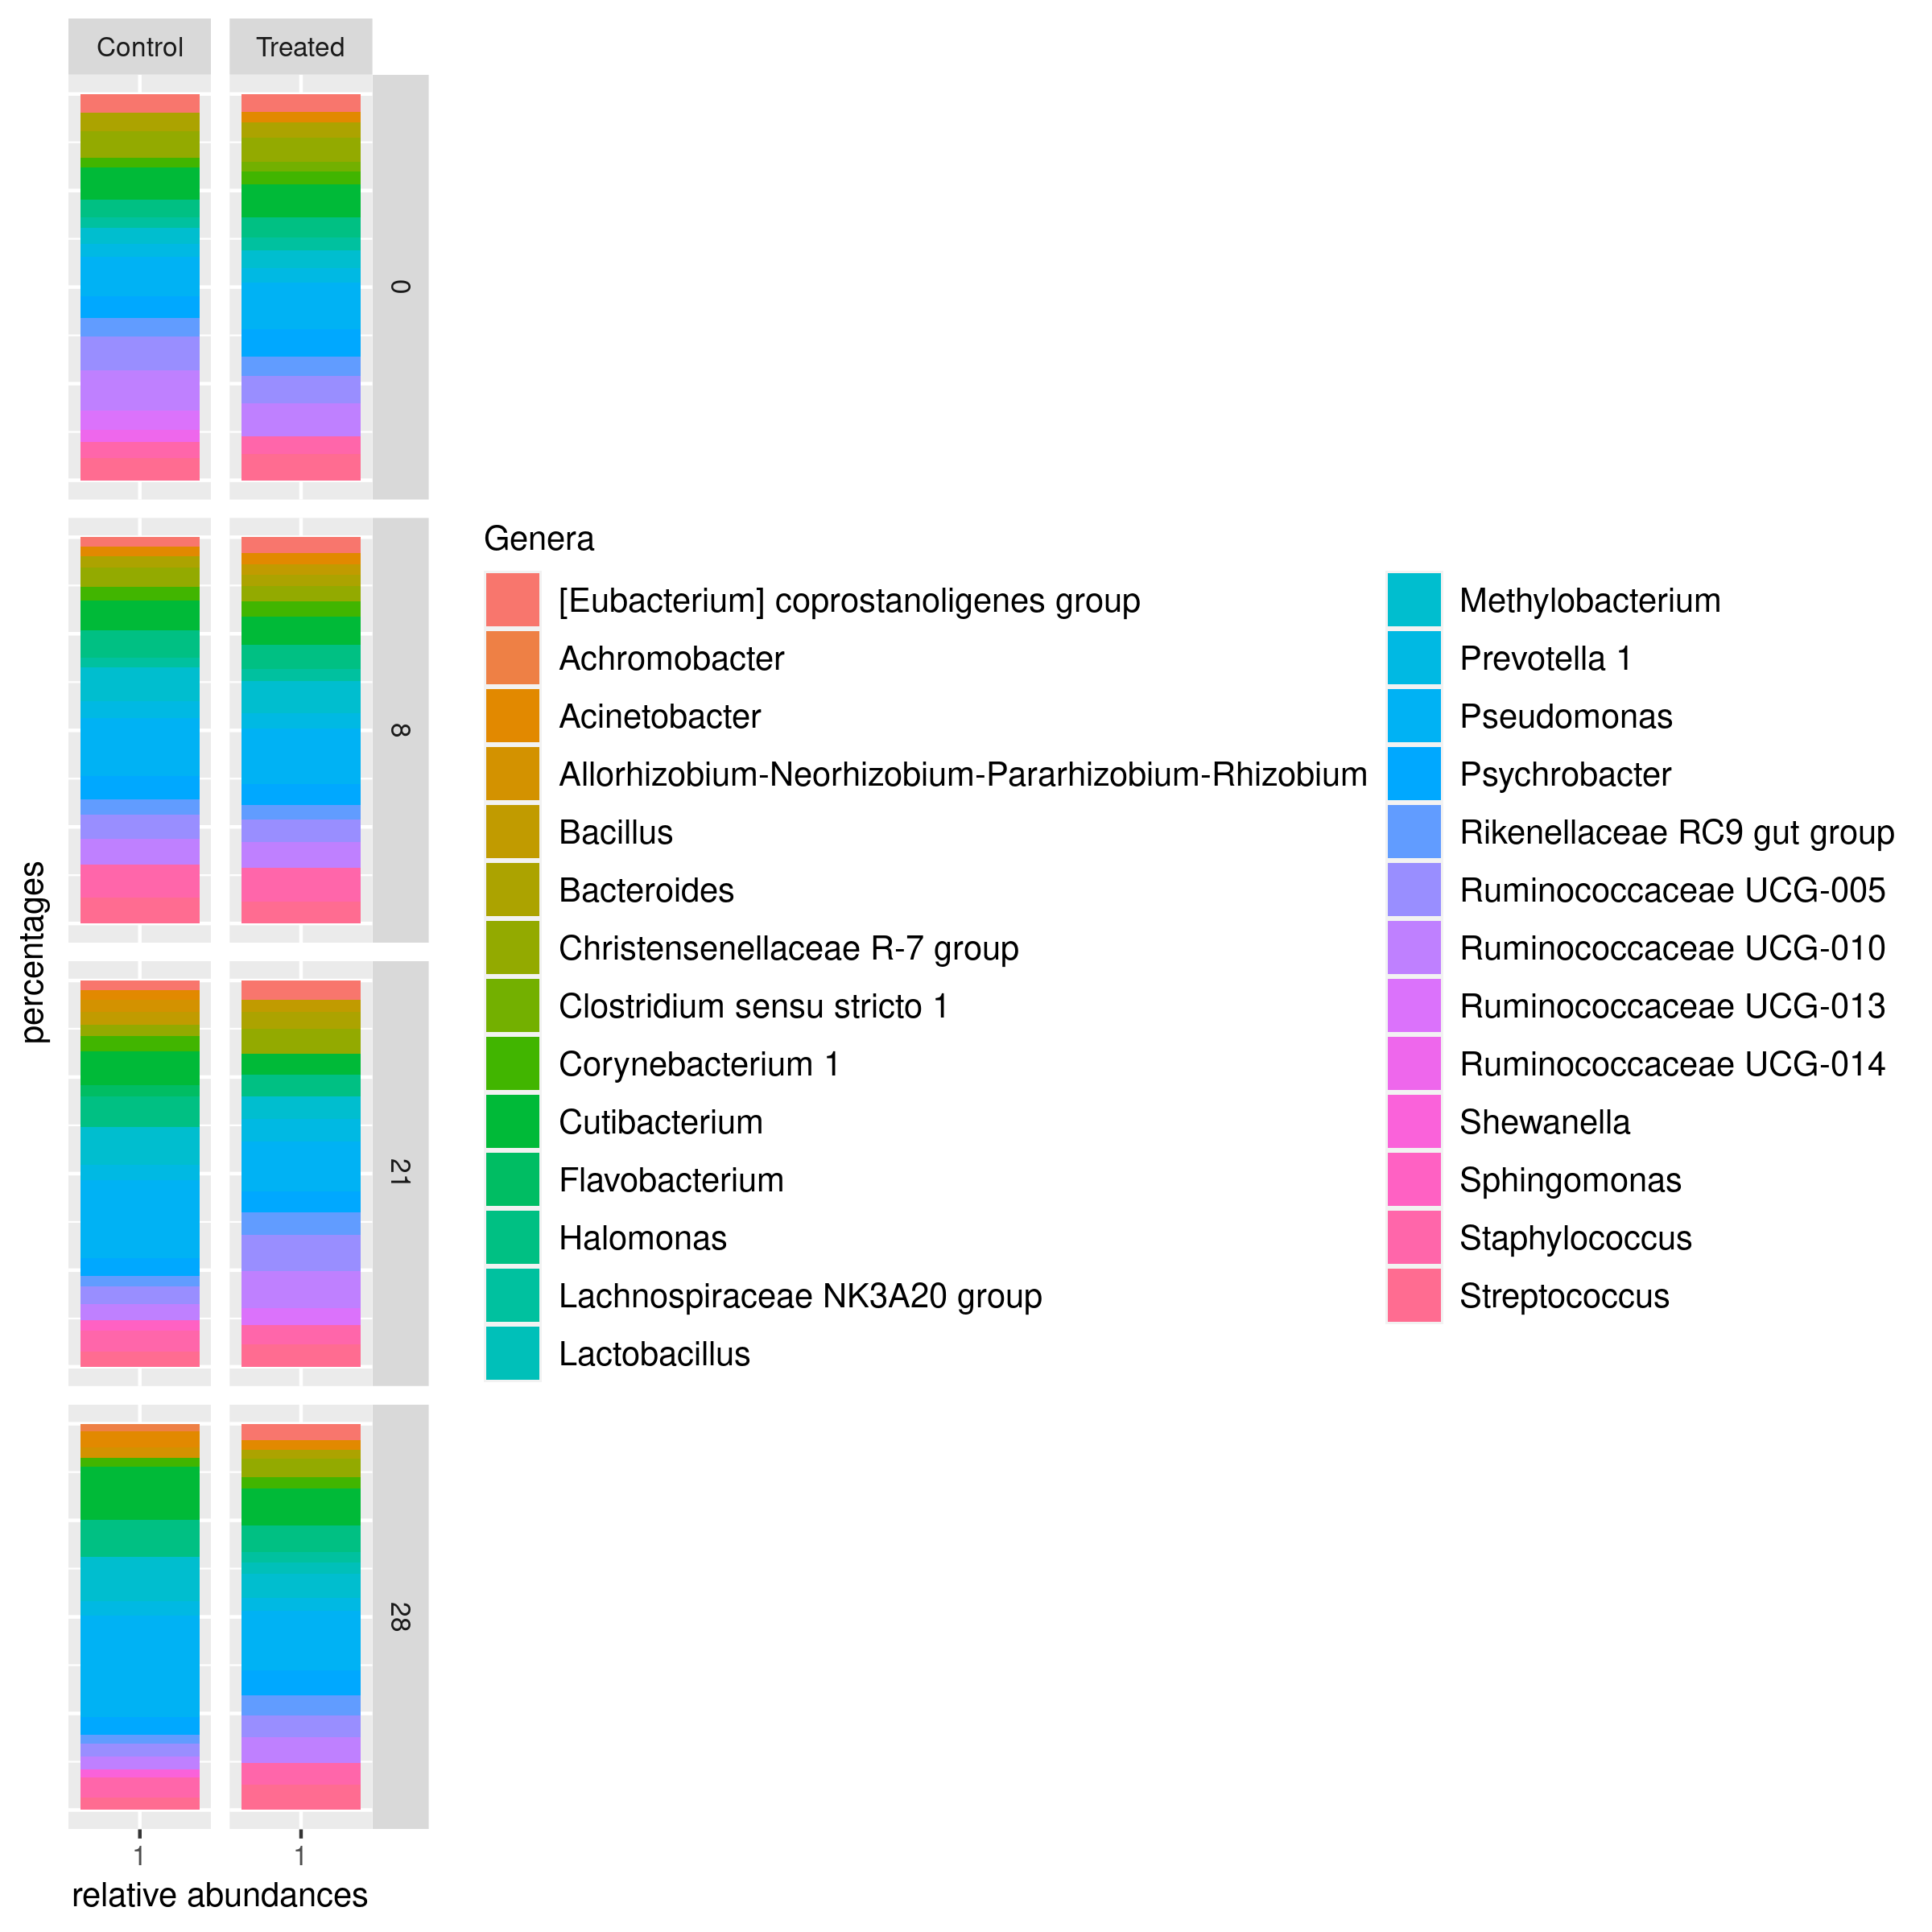 Control
Treated
0
8
21
28
percentages
1
1
relative abundances
Genera
[Eubacterium] coprostanoligenes group
Achromobacter
Acinetobacter
Allorhizobium-Neorhizobium-Pararhizobium-Rhizobium
Bacillus
Bacteroides
Christensenellaceae R-7 group
Clostridium sensu stricto 1
Corynebacterium 1
Cutibacterium
Flavobacterium
Halomonas
Lachnospiraceae NK3A20 group
Lactobacillus
Methylobacterium
Prevotella 1
Pseudomonas
Psychrobacter
Rikenellaceae RC9 gut group
Ruminococcaceae UCG-005
Ruminococcaceae UCG-010
Ruminococcaceae UCG-013
Ruminococcaceae UCG-014
Shewanella
Sphingomonas
Staphylococcus
Streptococcus